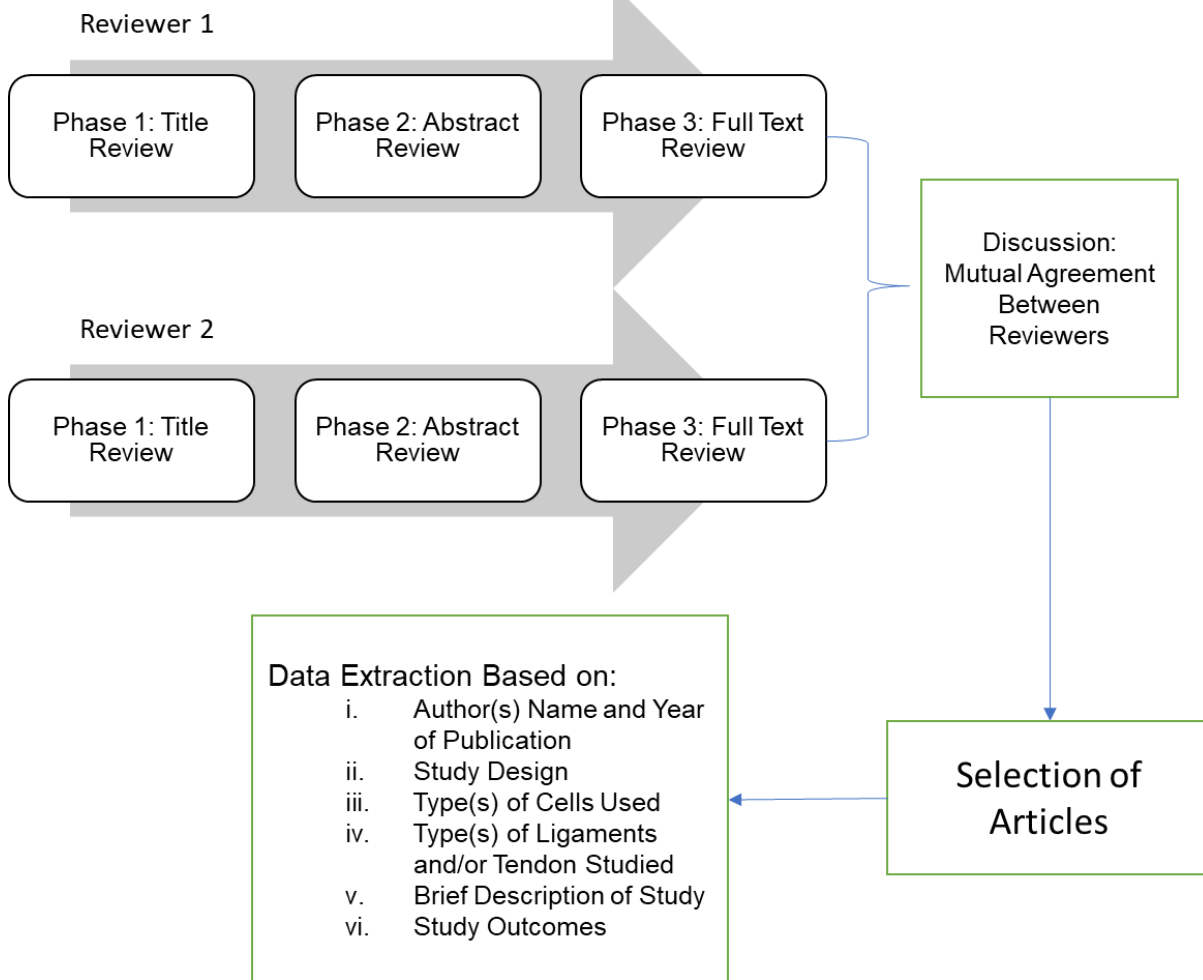 Reviewer 1
Phase 1: Title
Review
Phase 2: Abstract
Review
Phase 3: Full Text
Review
Discussion:
Mutual Agreement
Between
Reviewers
Reviewer 2
Phase 1: Title
Review
Phase 2: Abstract
Review
Phase 3: Full Text
Review
Selection of
Articles
Data Extraction Based on:
i. Author(s) Name and Year
of Publication
ii. Study Design
iii. Type(s) of Cells Used
iv. Type(s) of Ligaments
and/or Tendon Studied
v. Brief Description of Study
vi. Study Outcomes